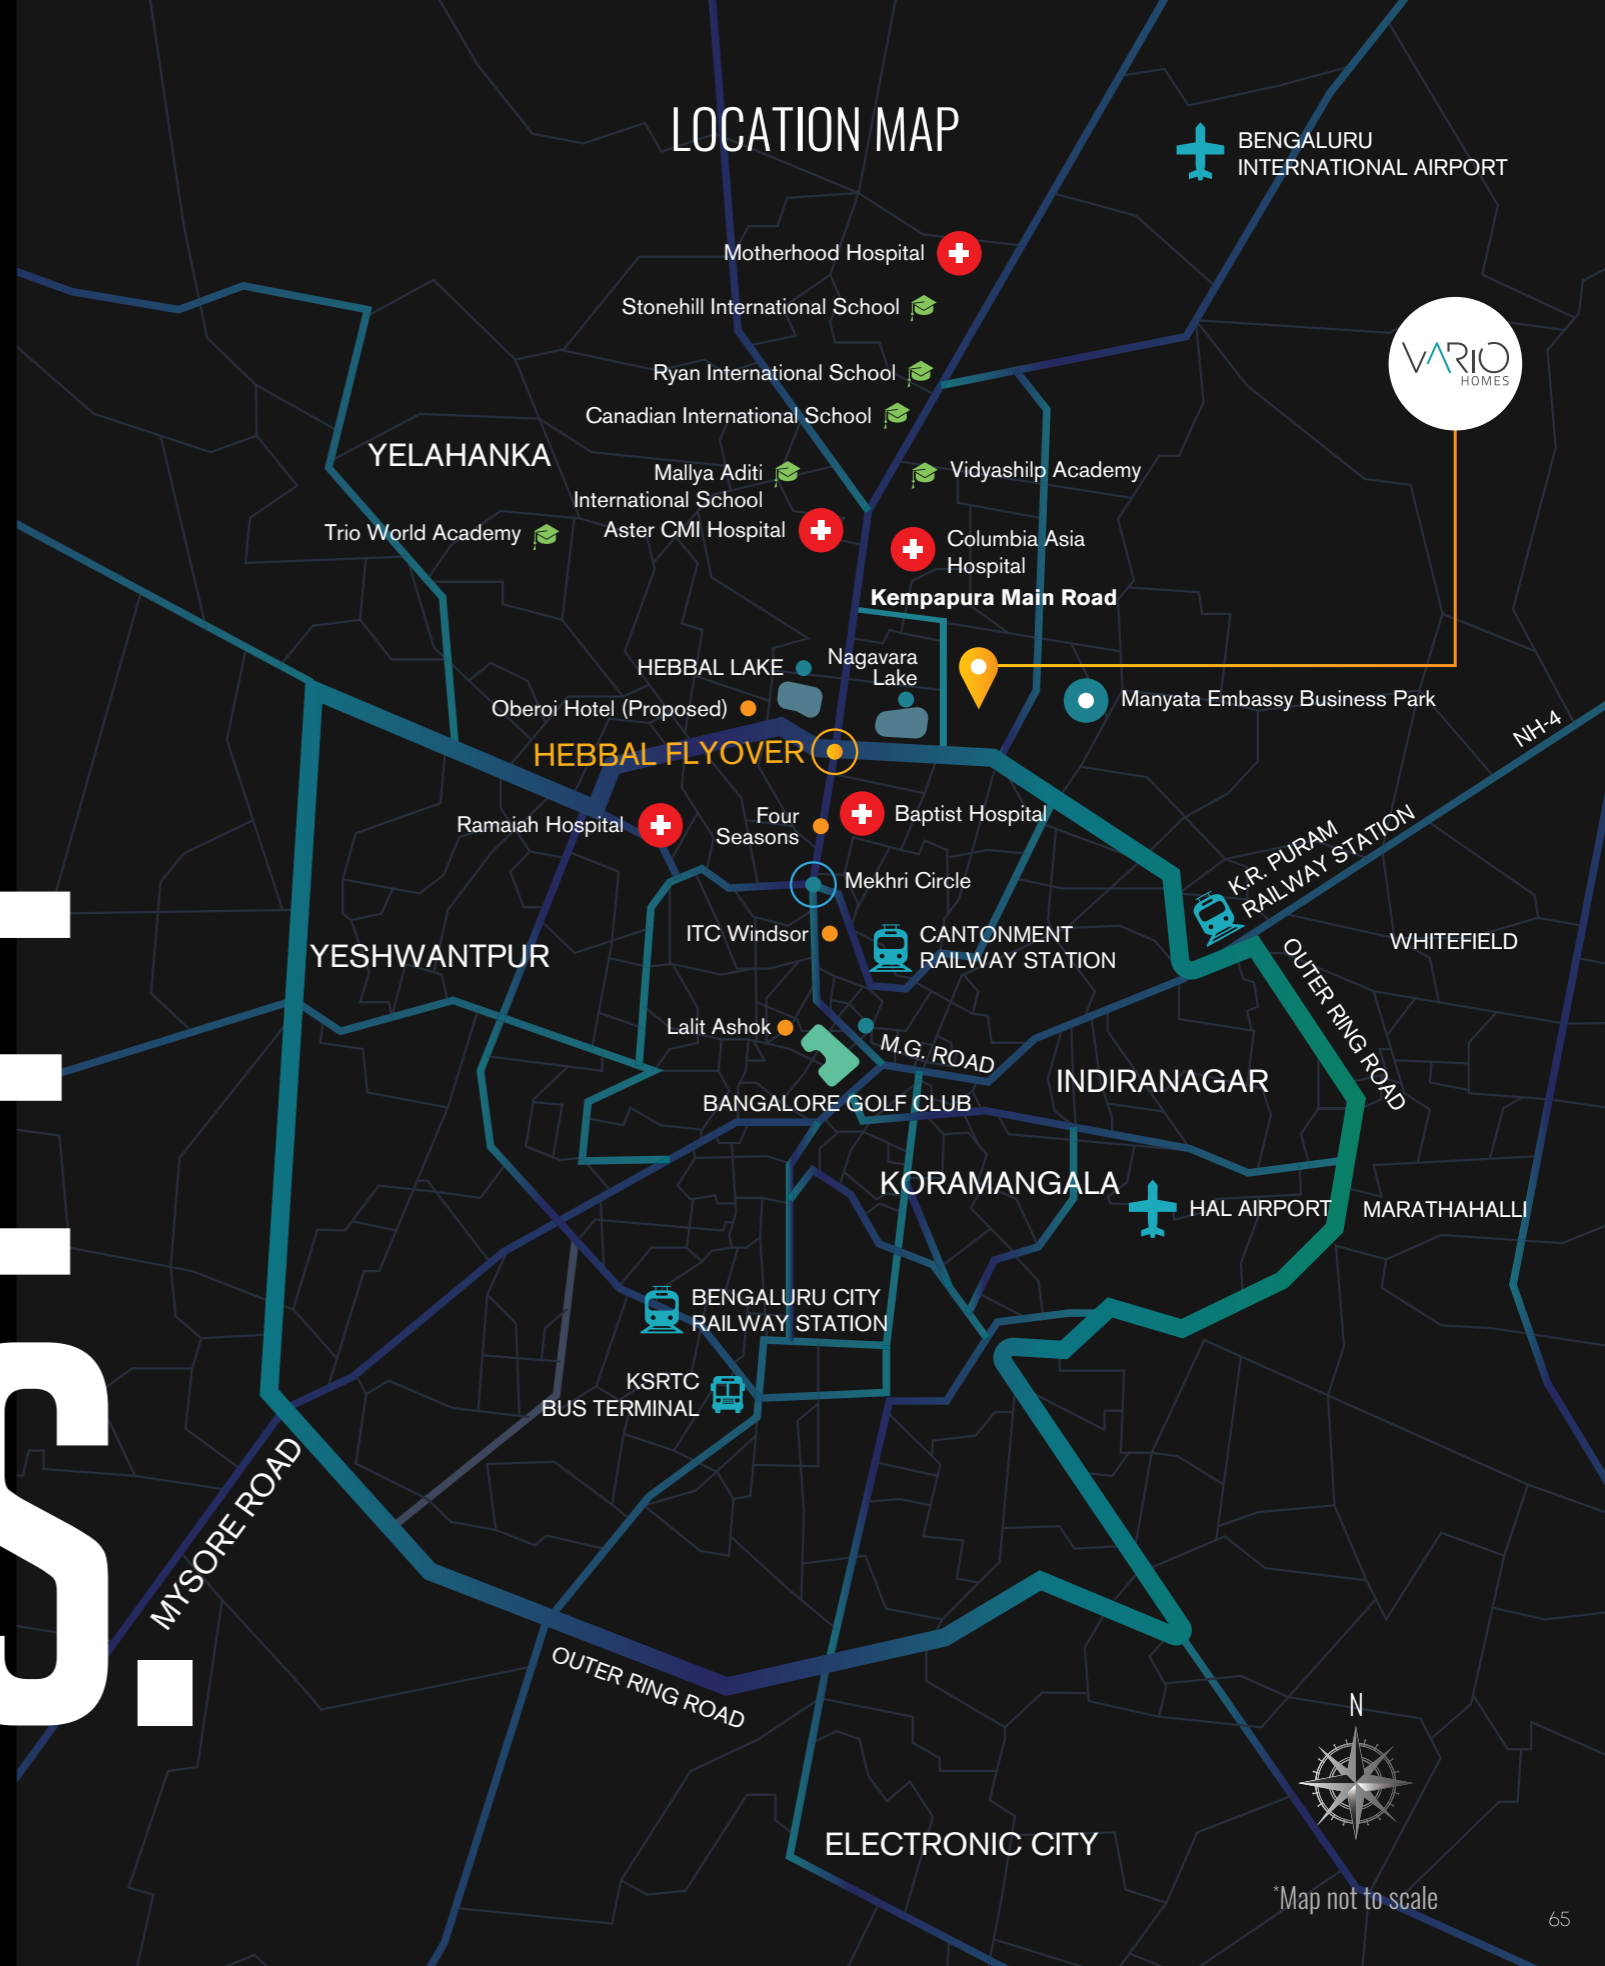 LOCATION MAP
BENGALURU
INTERNATIONAL AIRPORT
Motherhood Hospital
Stonehill International School
VARIO
HOMES
Ryan International School
Canadian International School
YELAHANKA
Mallya Aditi
International School
Vidyashilp Academy
Trio World Academy
Aster CMI Hospital
Columbia Asia
Hospital
Kempapura Main Road
HEBBAL LAKE
Nagavara
Lake
Oberoi Hotel (Proposed)
Manyata Embassy Business Park
NH-4
HEBBAL FLYOVER
Ramaiah Hospital
Four
Seasons
Baptist Hospital
K.R. PURAM
RAILWAY STATION
Mekhri Circle
ITC Windsor
CANTONMENT
RAILWAY STATION
WHITEFIELD
YESHWANTPUR
OUTER RING ROAD
Lalit Ashok
M.G. ROAD
INDIRANAGAR
BANGALORE GOLF CLUB
KORAMANGALA
HAL AIRPORT
MARATHAHALLI
BENGALURU CITY
RAILWAY STATION
KSRTC
BUS TERMINAL
S.
MYSORE ROAD
OUTER RING ROAD
N
ELECTRONIC CITY
*Map not to scale
65